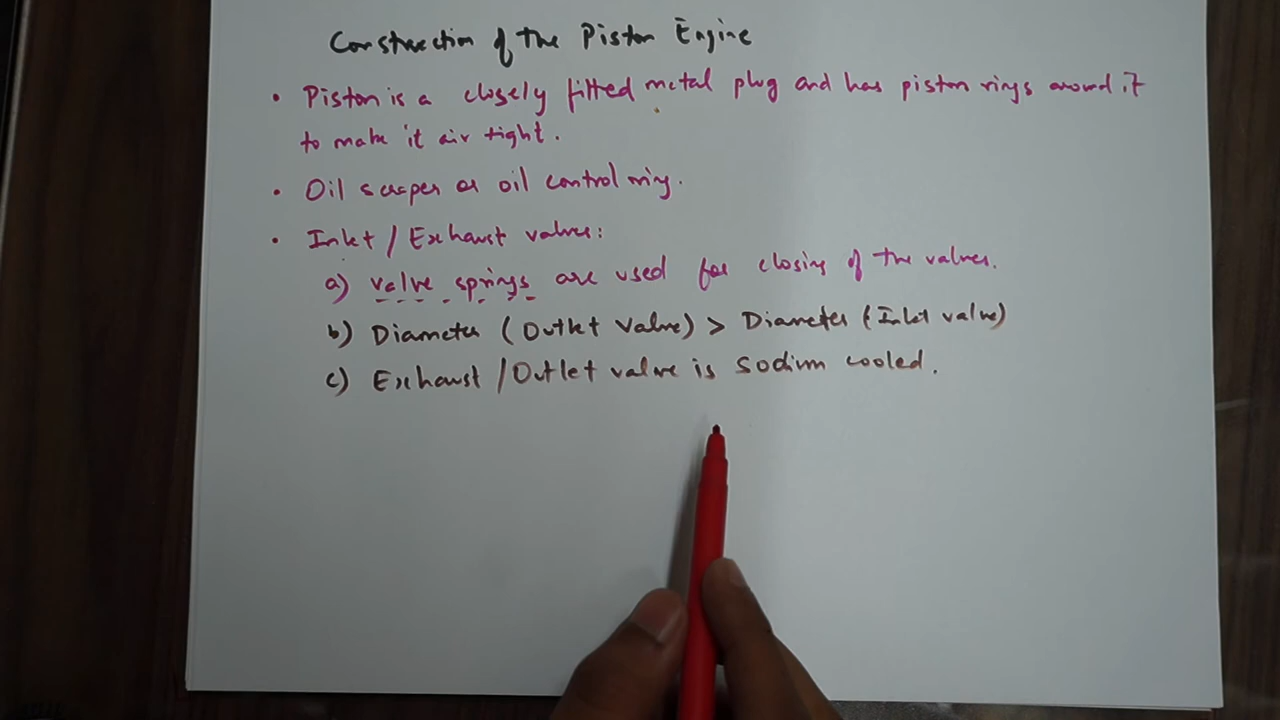 Construction of the Piston Engine
• Piston is a closely fitted metal plug and has piston rings around it
to make it air tight.
• Oil scraper or oil control ring.
• Inlet / Exhaust valves:
a) valve springs are used for closing of the valves.
b) Diameter (Outlet Valve) > Diameter (Inlet valve)
c) Exhaust / Outlet valve is Sodium cooled.